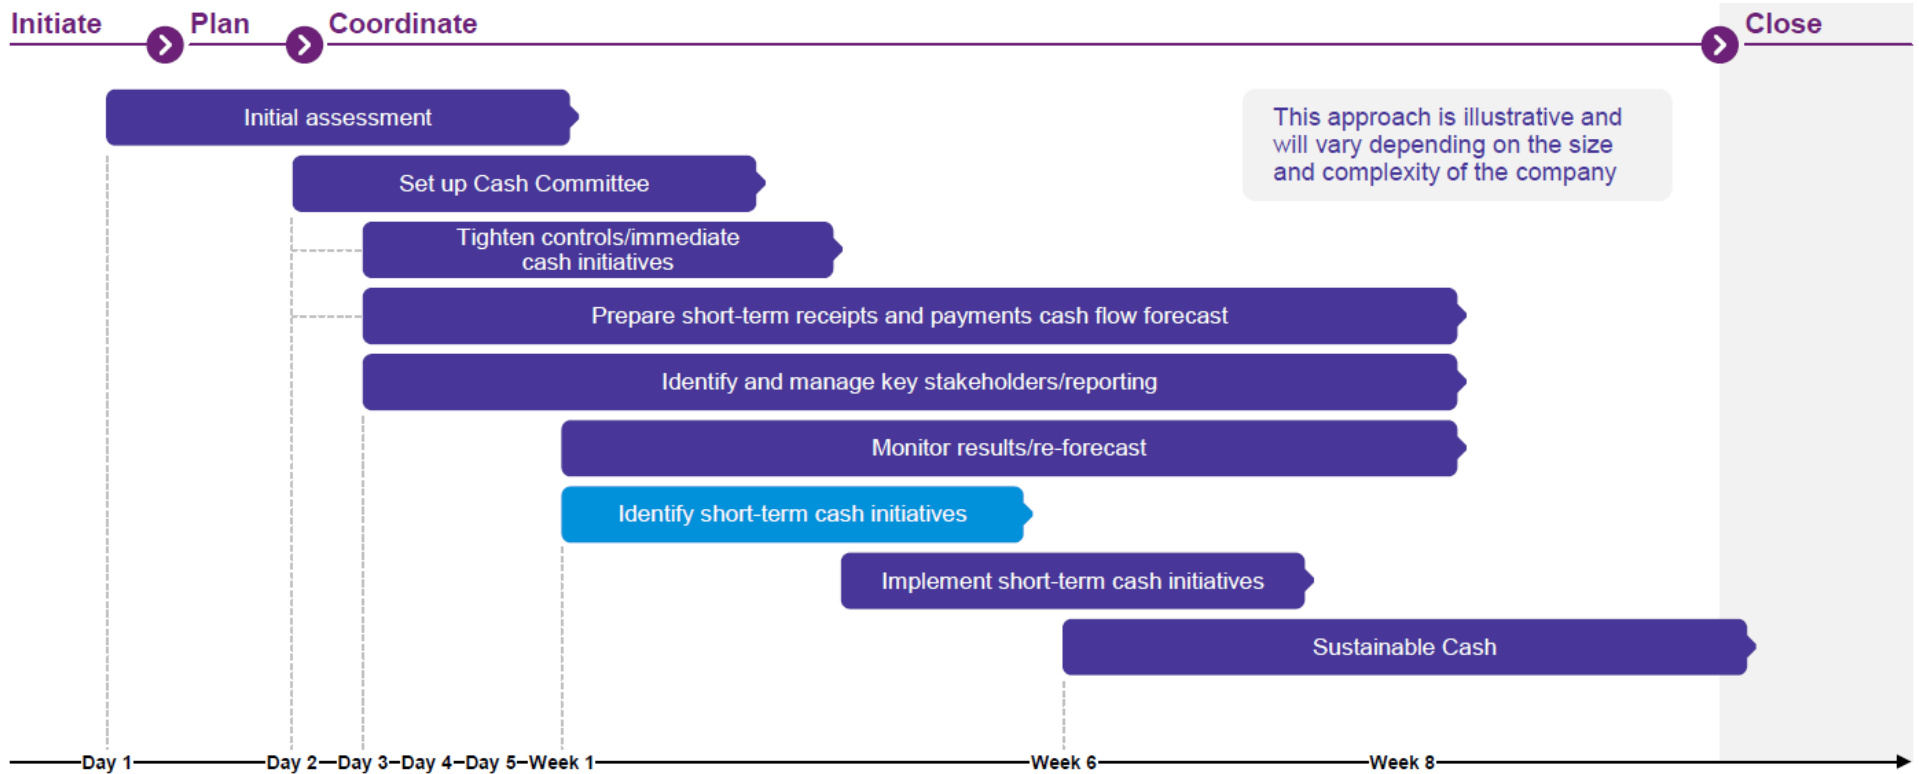 Initiate
Plan
Coordinate
Close
Initial assessment
This approach is illustrative and
will vary depending on the size
and complexity of the company
Set up Cash Committee
Tighten controls/immediate
cash initiatives
Prepare short-term receipts and payments cash flow forecast
Identify and manage key stakeholders/reporting
Monitor results/re-forecast
Identify short-term cash initiatives
Implement short-term cash initiatives
Sustainable Cash
Day 1
Day 2
Day 3
Day 4
Day 5
Week 1
Week 6
Week 8